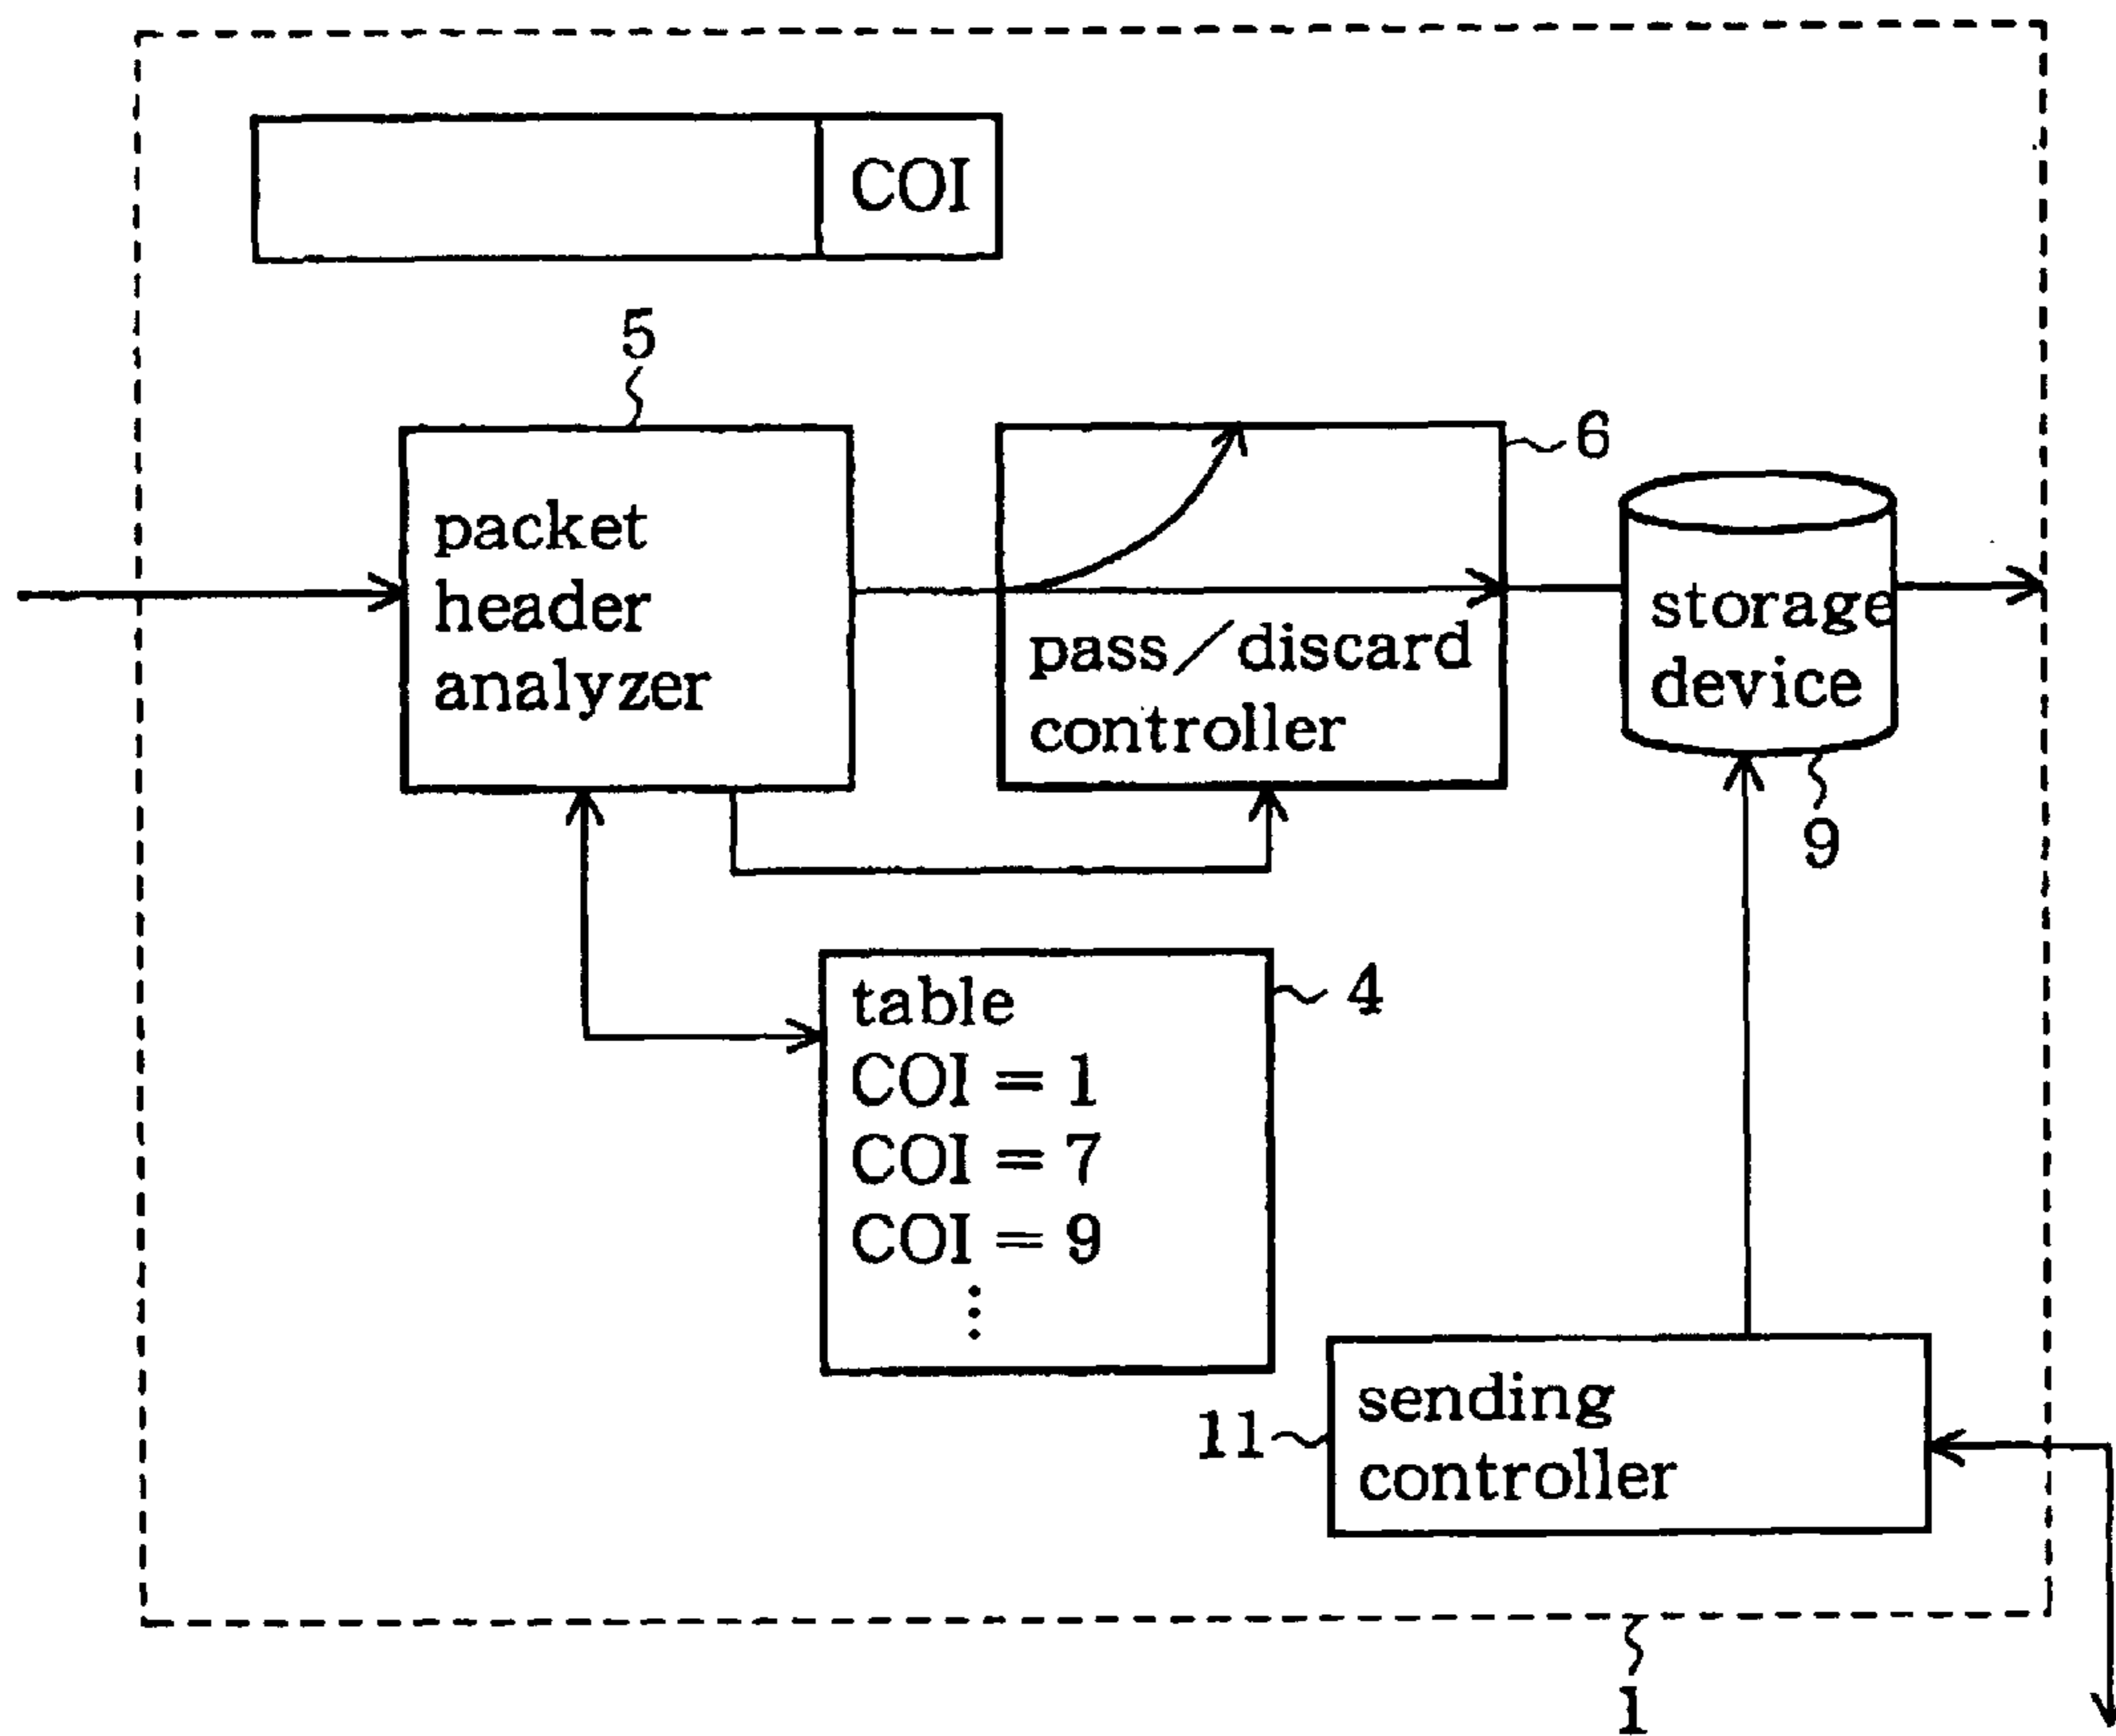 COI
5
6
packet
header
analyzer
pass/discard
controller
storage
device
9
table
COI = 1
COI = 7
COI = 9
⋮
4
sending
controller
11
1